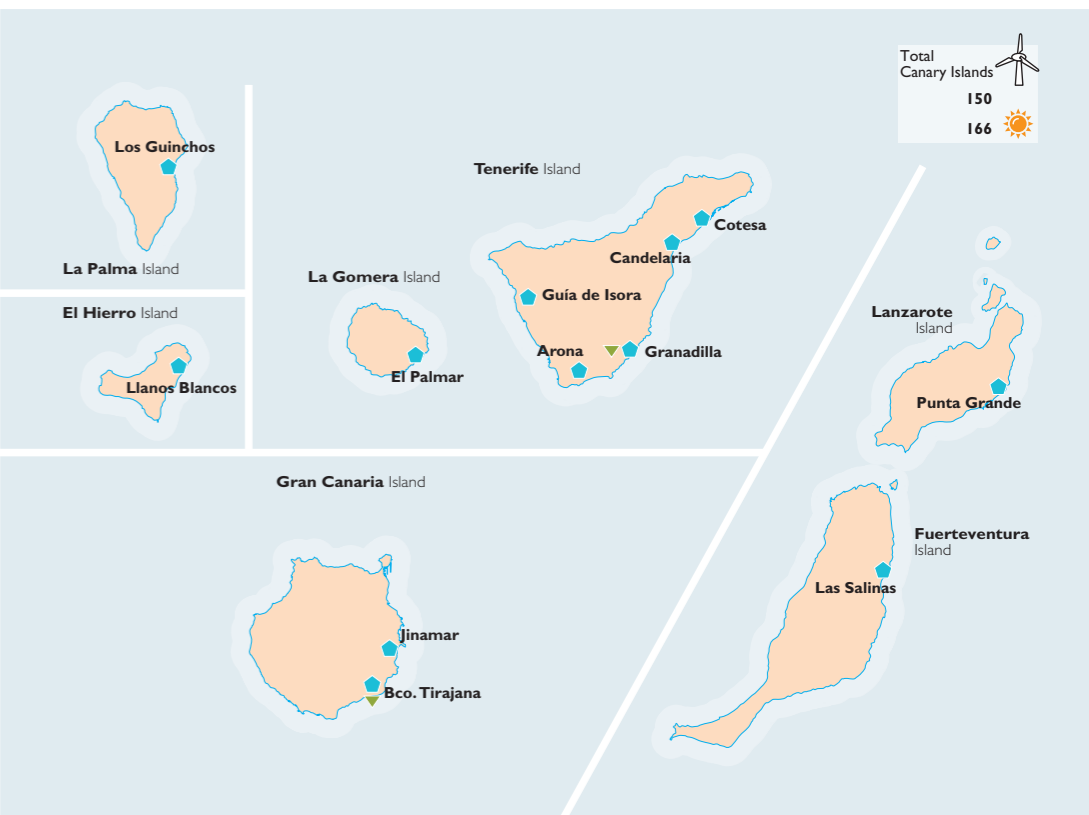 Total
Canary Islands
150
166
Los Guinchos
La Palma Island
El Hierro Island
Llanos Blancos
Tenerife Island
Cotesa
Candelaria
La Gomera Island
Guía de Isora
Arona
Granadilla
El Palmar
Lanzarote
Island
Punta Grande
Gran Canaria Island
Fuerteventura
Island
Las Salinas
Jinamar
Bco. Tirajana